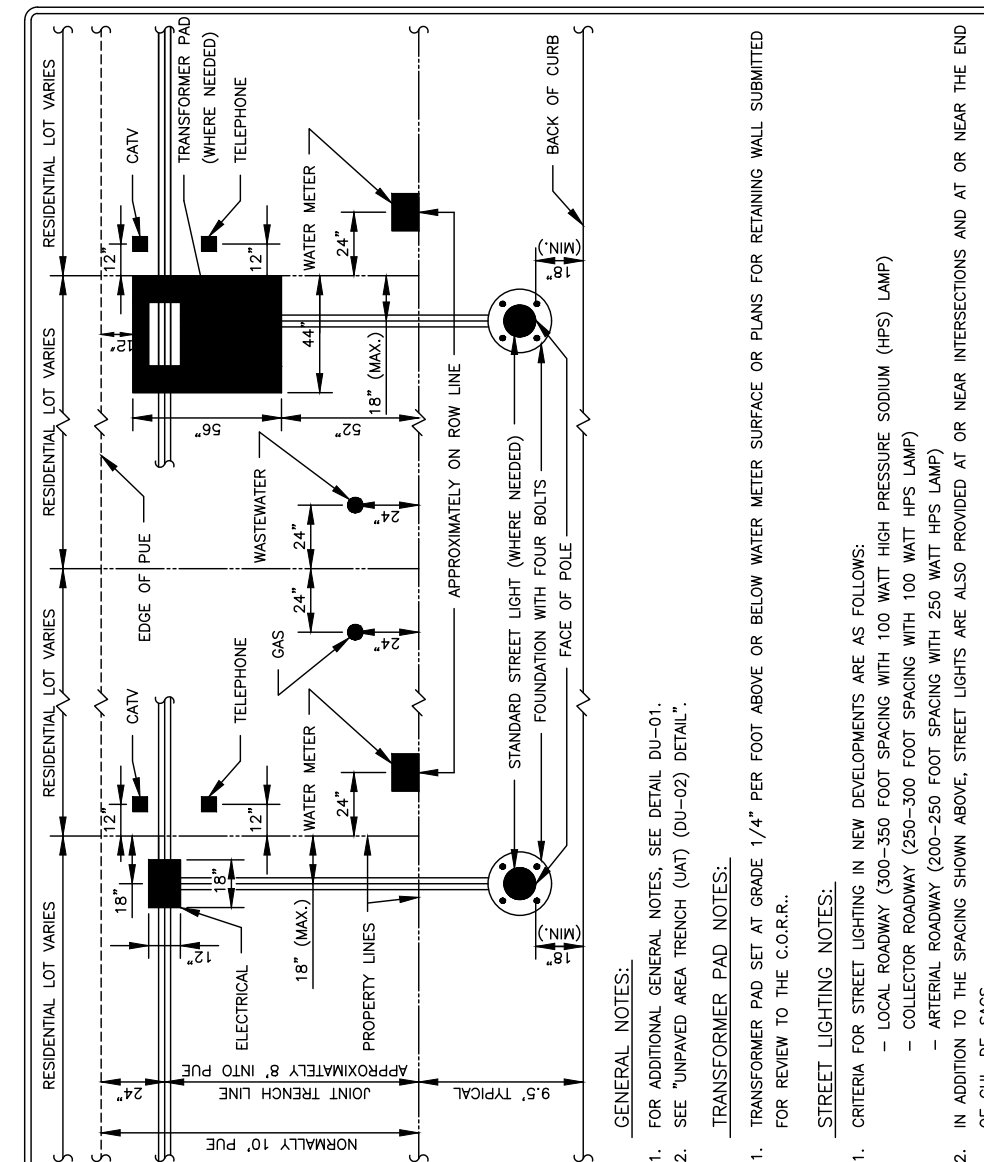 RESIDENTIAL LOT VARIES
RESIDENTIAL LOT VARIES
RESIDENTIAL LOT VARIES
RESIDENTIAL LOT VARIES
RESIDENTIAL LOT VARIES
NORMALLY 10' PUE
24"
JOINT TRENCH LINE
APPROXIMATELY 8' INTO PUE
9.5' TYPICAL
18"
12"
12"
18"
CATV
TELEPHONE
12"
ELECTRICAL
18" (MAX.)
PROPERTY LINES
WATER METER
24"
EDGE OF PUE
GAS
24"
24"
WASTEWATER
24"
24"
56"
52"
12"
44"
18" (MAX.)
12"
CATV
TRANSFORMER PAD
(WHERE NEEDED)
TELEPHONE
12"
WATER METER
24"
APPROXIMATELY ON ROW LINE
STANDARD STREET LIGHT (WHERE NEEDED)
FOUNDATION WITH FOUR BOLTS
FACE OF POLE
18"
(MIN.)
18"
(MIN.)
BACK OF CURB
GENERAL NOTES:
1. FOR ADDITIONAL GENERAL NOTES, SEE DETAIL DU-01.
2. SEE "UNPAVED AREA TRENCH (UAT) (DU-02) DETAIL".
TRANSFORMER PAD NOTES:
1. TRANSFORMER PAD SET AT GRADE 1/4" PER FOOT ABOVE OR BELOW WATER METER SURFACE OR PLANS FOR RETAINING WALL SUBMITTED
FOR REVIEW TO THE C.O.R.R..
STREET LIGHTING NOTES:
1. CRITERIA FOR STREET LIGHTING IN NEW DEVELOPMENTS ARE AS FOLLOWS:
- LOCAL ROADWAY (300-350 FOOT SPACING WITH 100 WATT HIGH PRESSURE SODIUM (HPS) LAMP)
- COLLECTOR ROADWAY (250-300 FOOT SPACING WITH 100 WATT HPS LAMP)
- ARTERIAL ROADWAY (200-250 FOOT SPACING WITH 250 WATT HPS LAMP)
2. IN ADDITION TO THE SPACING SHOWN ABOVE, STREET LIGHTS ARE ALSO PROVIDED AT OR NEAR INTERSECTIONS AND AT OR NEAR THE END
OF CUL-DE-SACS